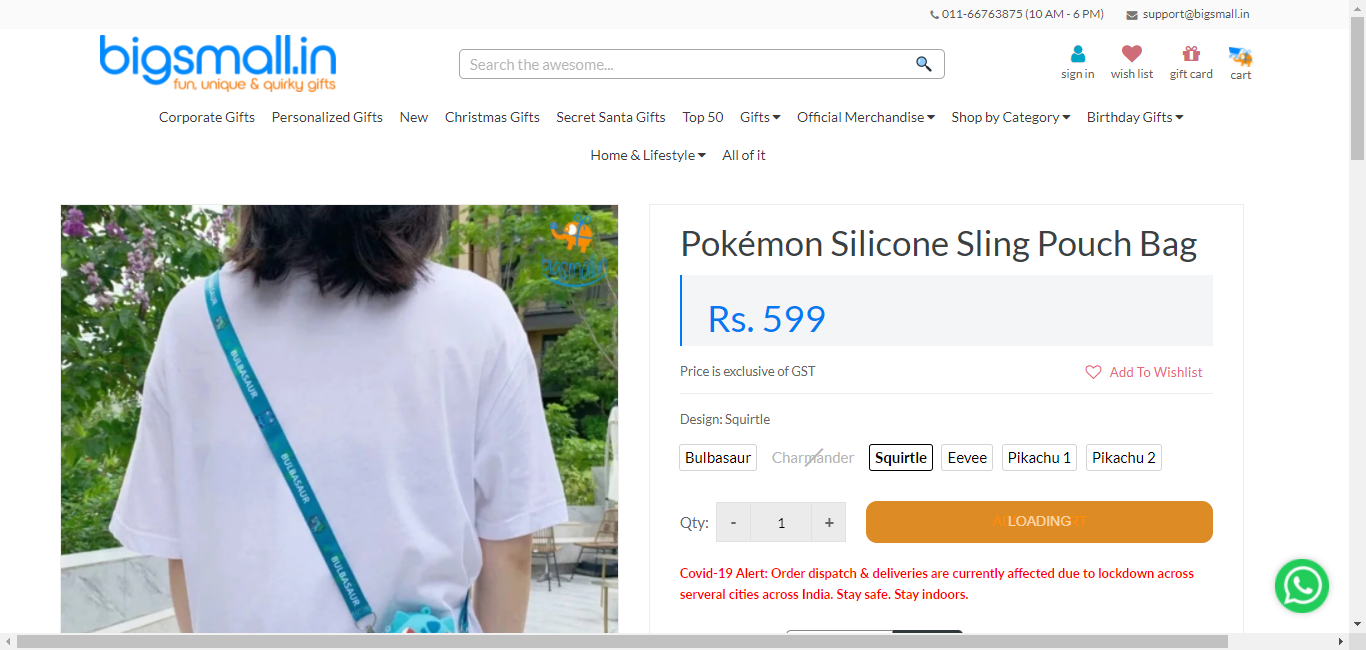 011-66763875 (10 AM - 6 PM) support@bigsmall.in
bigsmall.in
fun, unique & quirky gifts
Search the awesome...
sign in wish list gift card cart
Corporate Gifts Personalized Gifts New Christmas Gifts Secret Santa Gifts Top 50 Gifts Official Merchandise Shop by Category Birthday Gifts
Home & Lifestyle All of it
bigsmall
BULBASAUR
BULBASAUR
BULBASAUR
Pokémon Silicone Sling Pouch Bag
Rs. 599
Price is exclusive of GST Add To Wishlist
Design: Squirtle
Bulbasaur Charmander Squirtle Eevee Pikachu 1 Pikachu 2
Qty: - 1 + LOADING
Covid-19 Alert: Order dispatch & deliveries are currently affected due to lockdown across
serveral cities across India. Stay safe. Stay indoors.